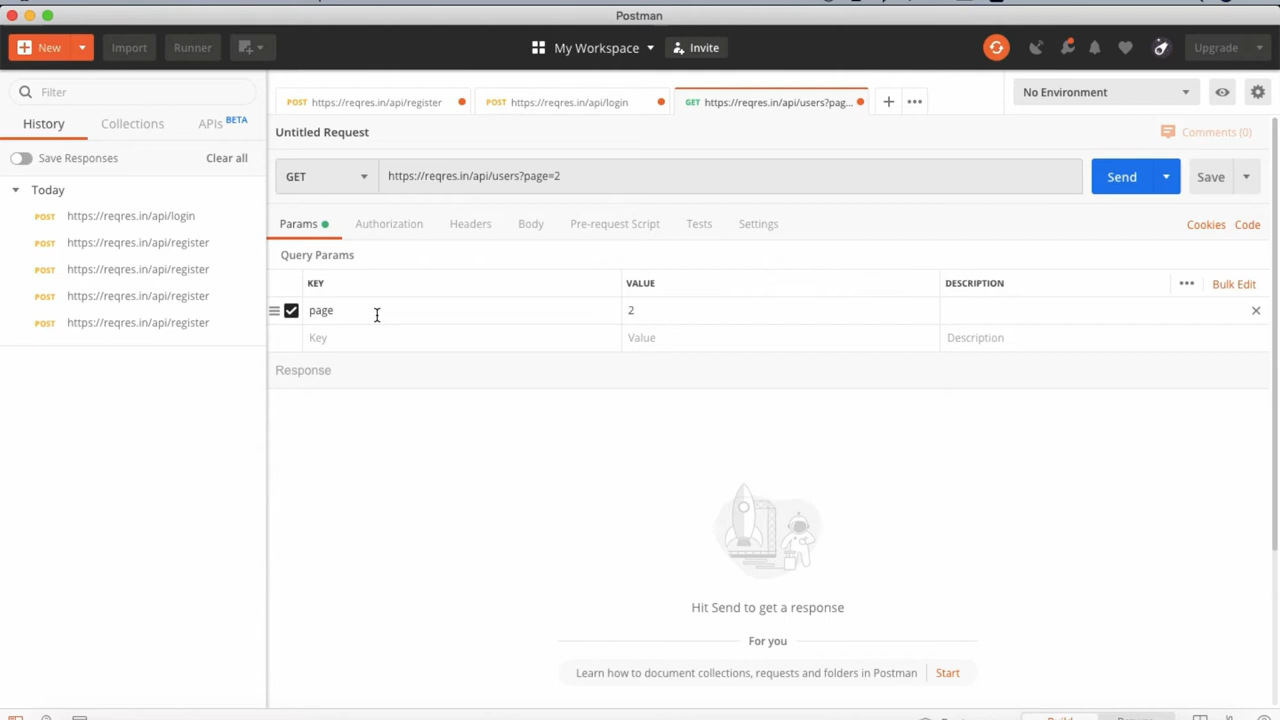 Postman
New
Import
Runner
My Workspace
Invite
Upgrade
Filter
History
Collections
APIs BETA
Save Responses
Clear all
Today
POST https://reqres.in/api/login
POST https://reqres.in/api/register
POST https://reqres.in/api/register
POST https://reqres.in/api/register
POST https://reqres.in/api/register
POST https://reqres.in/api/register
POST https://reqres.in/api/login
GET https://reqres.in/api/users?pag...
No Environment
Untitled Request
Comments (0)
GET
https://reqres.in/api/users?page=2
Send
Save
Params
Authorization
Headers
Body
Pre-request Script
Tests
Settings
Cookies
Code
Query Params
KEY VALUE DESCRIPTION
Bulk Edit
page 2
Key Value Description
Response
Hit Send to get a response
For you
Learn how to document collections, requests and folders in Postman
Start